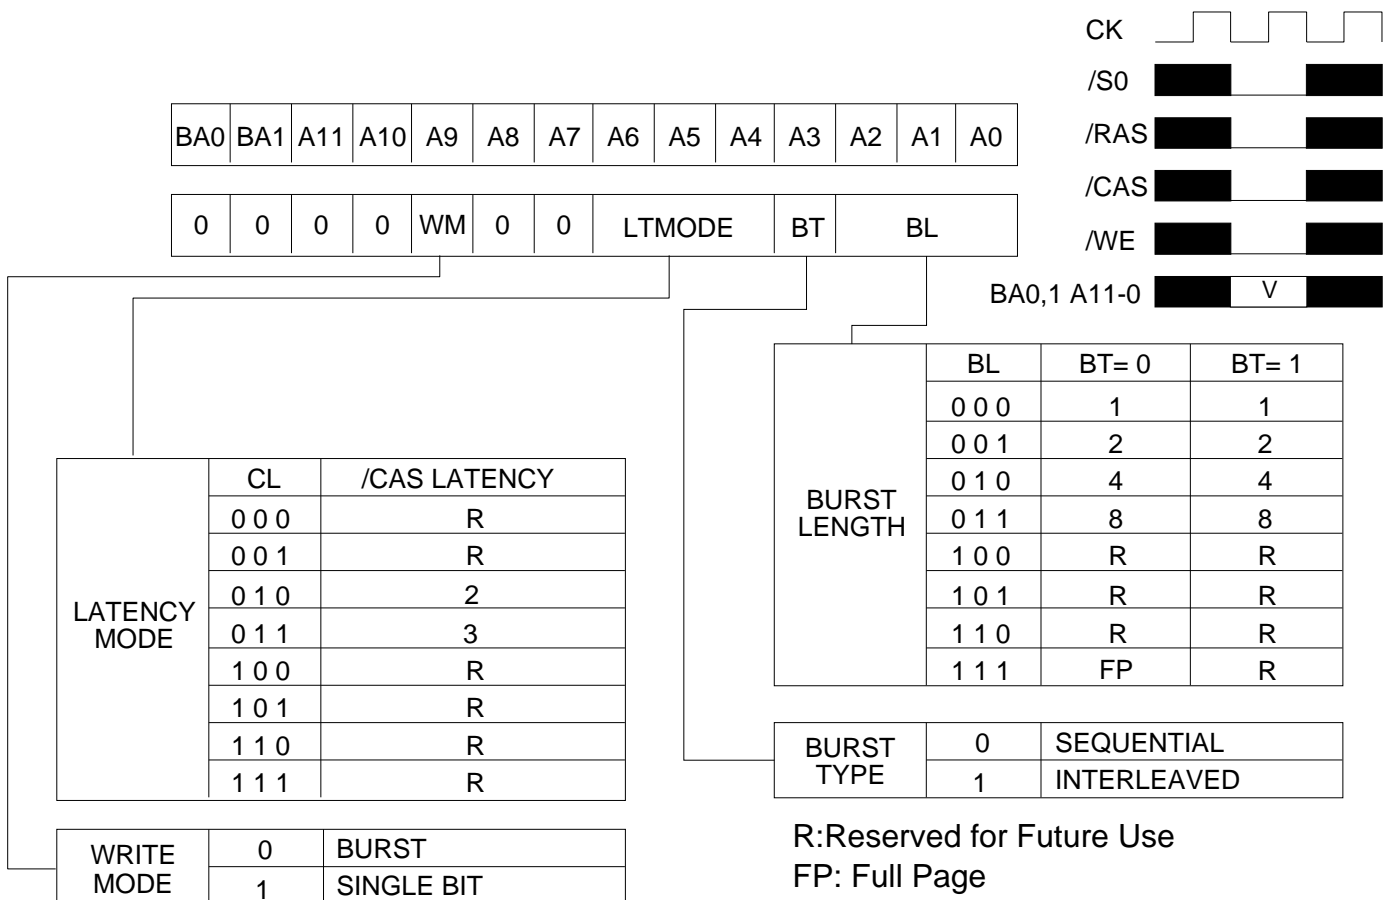 CK
/S0
/RAS
/CAS
/WE
BA0,1 A11-0 V
BA0 BA1 A11 A10 A9 A8 A7 A6 A5 A4 A3 A2 A1 A0
0 0 0 0 WM 0 0 LTMODE BT BL
BURST LENGTH
BL BT= 0 BT= 1
0 0 0 1 1
0 0 1 2 2
0 1 0 4 4
0 1 1 8 8
1 0 0 R R
1 0 1 R R
1 1 0 R R
1 1 1 FP R
LATENCY MODE
CL /CAS LATENCY
0 0 0 R
0 0 1 R
0 1 0 2
0 1 1 3
1 0 0 R
1 0 1 R
1 1 0 R
1 1 1 R
BURST TYPE
0 SEQUENTIAL
1 INTERLEAVED
WRITE MODE
0 BURST
1 SINGLE BIT
R:Reserved for Future Use
FP: Full Page